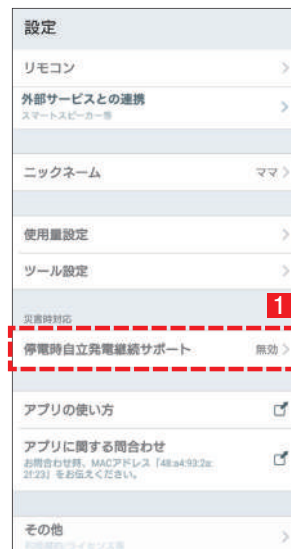 設定
リモコン
外部サービスとの連携
スマートスピーカー等
ニックネーム ママ
使用量設定
ツール設定
災害時対応
1
停電時自立発電継続サポート 無効
アプリの使い方
アプリに関する問合わせ
お問合わせ時、MACアドレス「48:a4:93:2a:
2f:23」をお伝えください。
その他